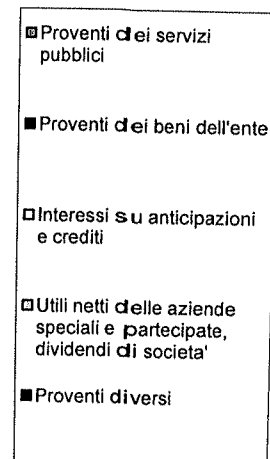 Proventi dei servizi
pubblici
Proventi dei beni dell'ente
Interessi su anticipazioni
e crediti
Utili netti delle aziende
speciali e partecipate,
dividendi di societa'
Proventi diversi